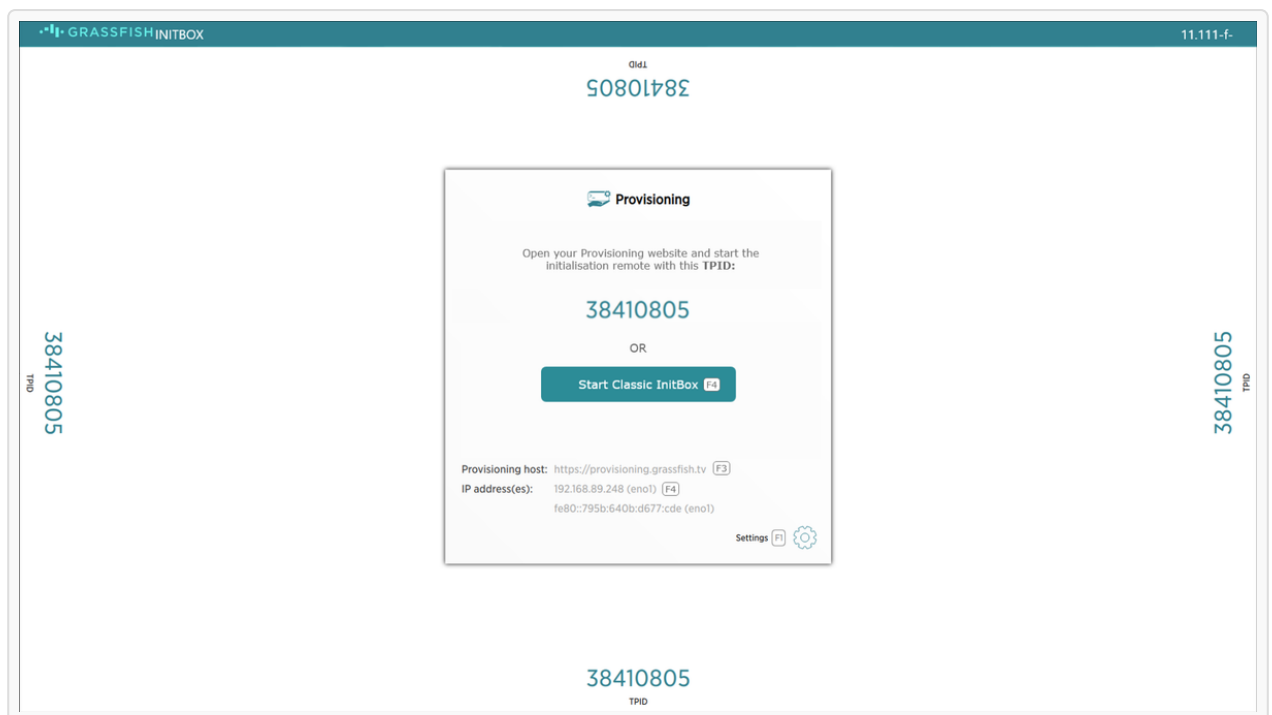 GRASSFISH INITBOX
11.111-f-
TPID
38410805
Provisioning
Open your Provisioning website and start the
initialisation remote with this TPID:
38410805
OR
Start Classic InitBox F4
38410805
TPID
38410805
TPID
Provisioning host: https://provisioning.grassfish.tv F3
IP address(es): 192.168.89.248 (eno1) F4
fe80::795b:640b:d677:cde (eno1)
Settings F1
38410805
TPID